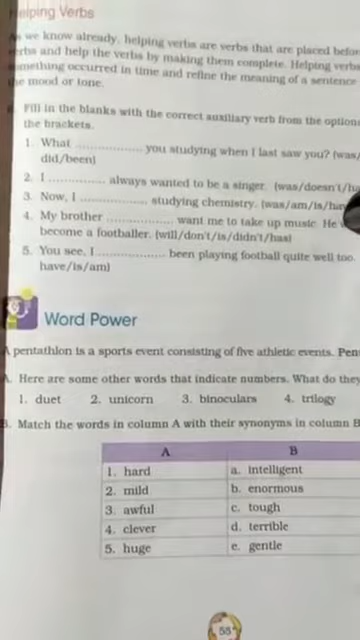 Helping Verbs
As we know already, helping verbs are verbs that are placed before
verbs and help the verbs by making them complete. Helping verbs
something occurred in time and refine the meaning of a sentence
the mood or tone.
Fill in the blanks with the correct auxiliary verb from the options
the brackets.
1. What .................. you studying when I last saw you? (was/
did/been)
2. I ............... always wanted to be a singer. (was/doesn't/
3. Now, I .................. studying chemistry. (was/am/is/
4. My brother .................. want me to take up music. He
become a footballer. (will/don't/is/didn't/has)
5. You see, I .................. been playing football quite well too.
have/is/am)
Word Power
A pentathlon is a sports event consisting of five athletic events.
A. Here are some other words that indicate numbers. What do they
1. duet 2. unicorn 3. binoculars 4. trilogy
B. Match the words in column A with their synonyms in column B
A B
1. hard a. intelligent
2. mild b. enormous
3. awful c. tough
4. clever d. terrible
5. huge e. gentle
55